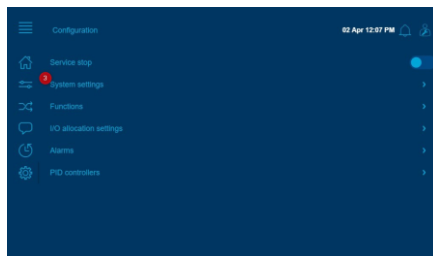 Configuration
02 Apr 12:07 PM
Service stop
3
System settings
Functions
I/O allocation settings
Alarms
PID controllers